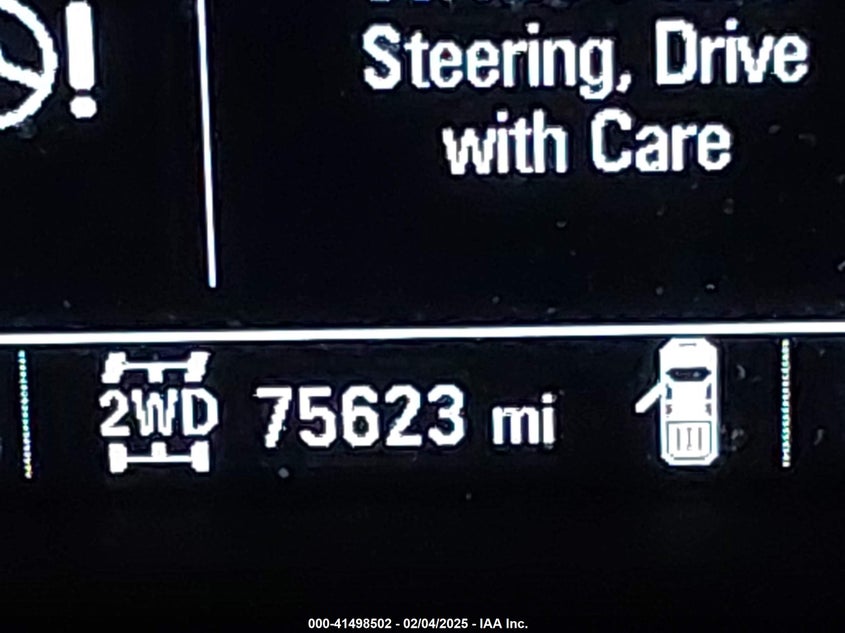 Steering, Drive
with Care
2WD 75623 mi
000-41498502 - 02/04/2025 - IAA Inc.